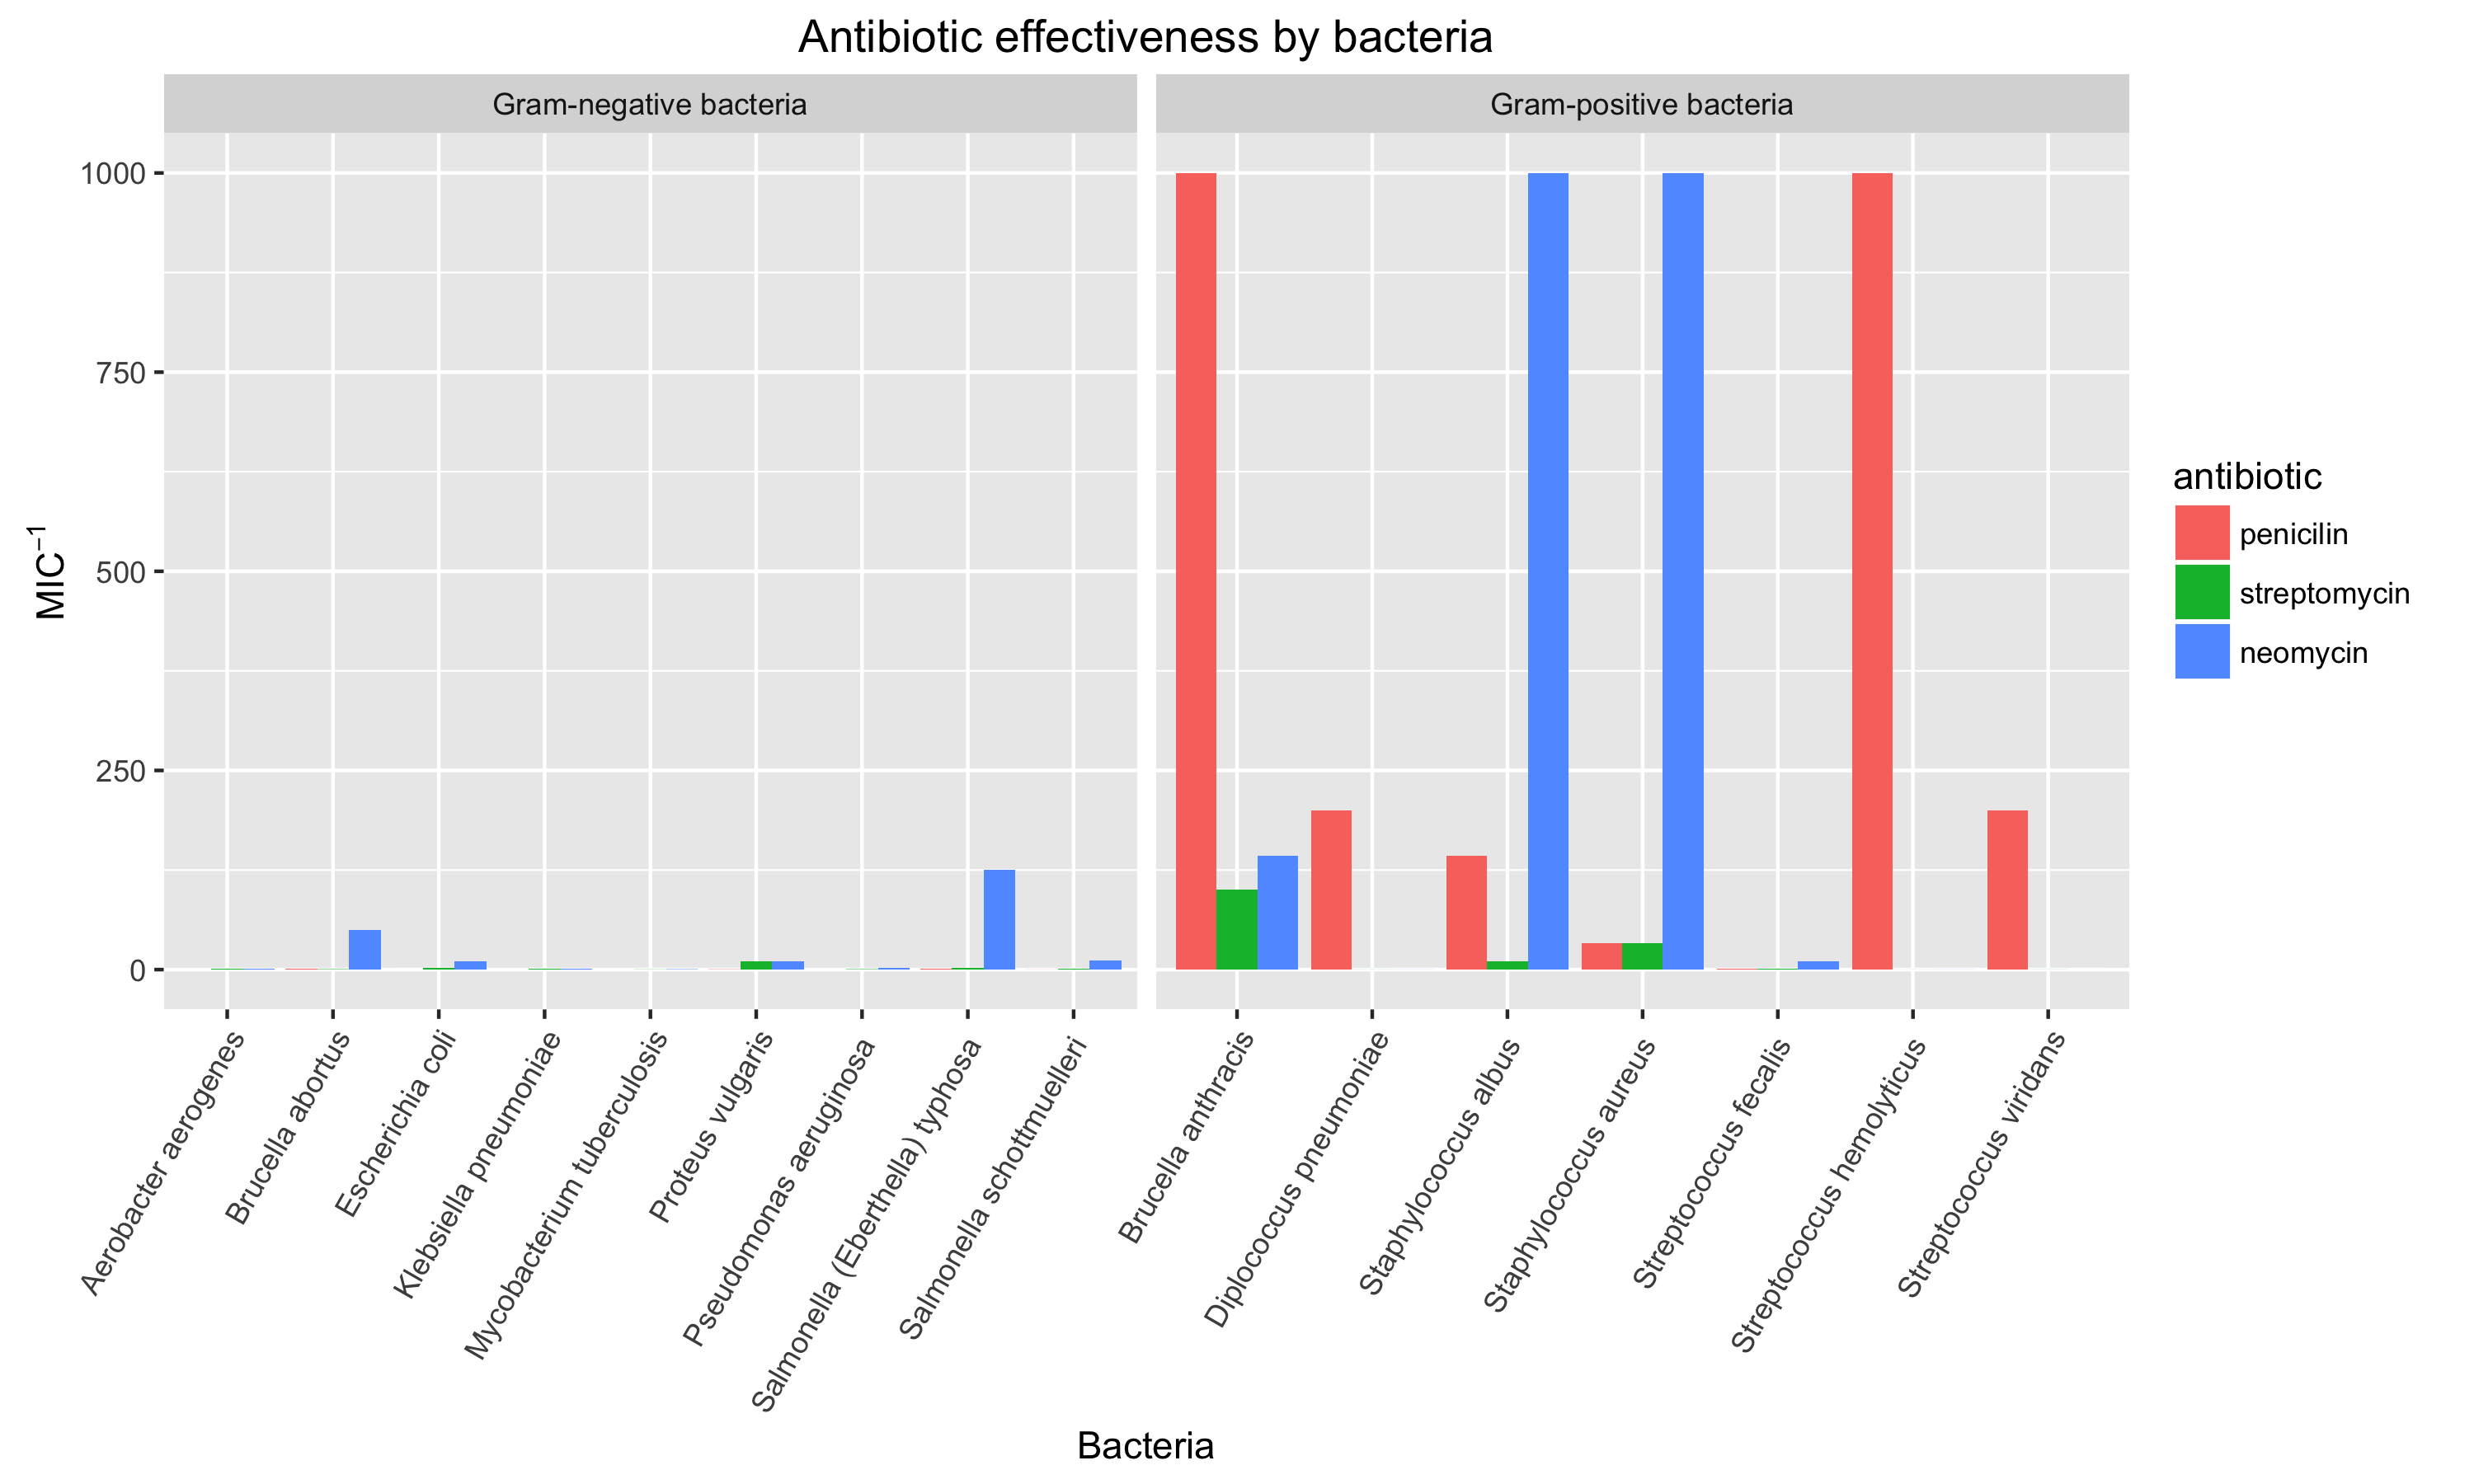 Antibiotic effectiveness by bacteria
Gram-negative bacteria
Gram-positive bacteria
MIC⁻¹
1000
750
500
250
0
Aerobacter aerogenes
Brucella abortus
Escherichia coli
Klebsiella pneumoniae
Mycobacterium tuberculosis
Proteus vulgaris
Pseudomonas aeruginosa
Salmonella (Eberthella) typhosa
Salmonella schottmuelleri
Brucella anthracis
Diplococcus pneumoniae
Staphylococcus albus
Staphylococcus aureus
Streptococcus fecalis
Streptococcus hemolyticus
Streptococcus viridans
Bacteria
antibiotic
penicilin
streptomycin
neomycin